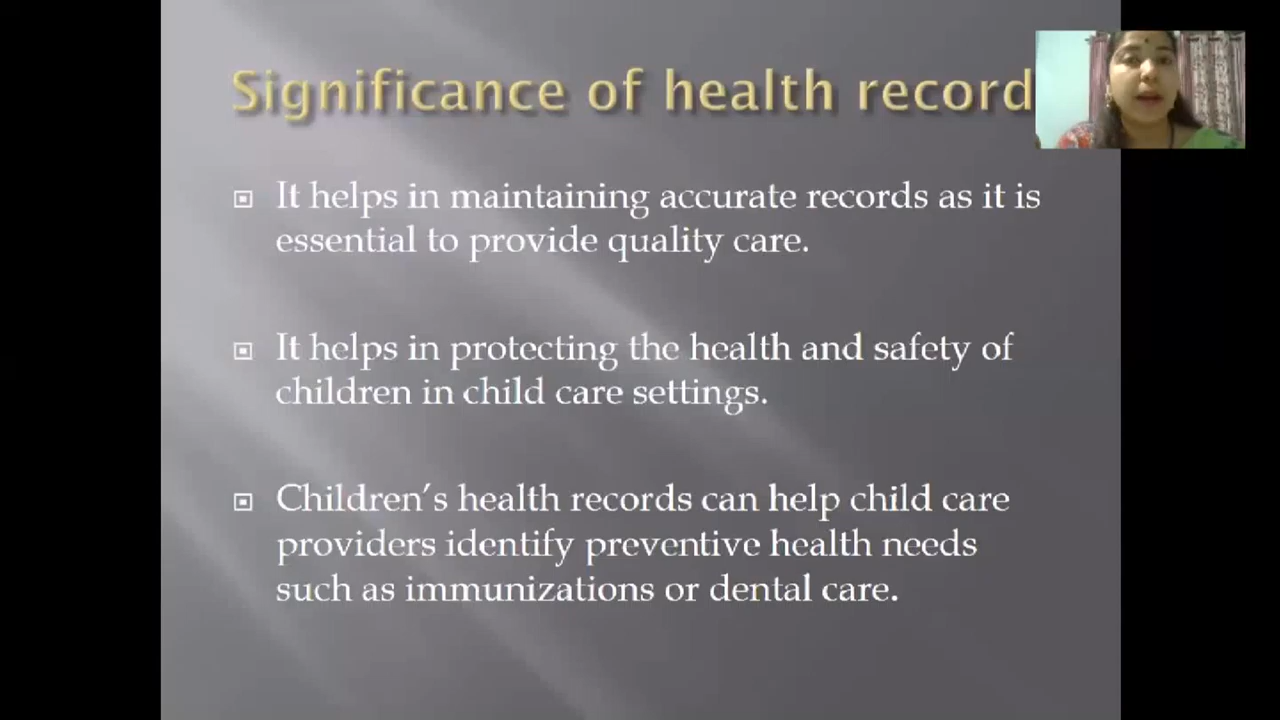 Significance of health record
It helps in maintaining accurate records as it is
essential to provide quality care.
It helps in protecting the health and safety of
children in child care settings.
Children's health records can help child care
providers identify preventive health needs
such as immunizations or dental care.